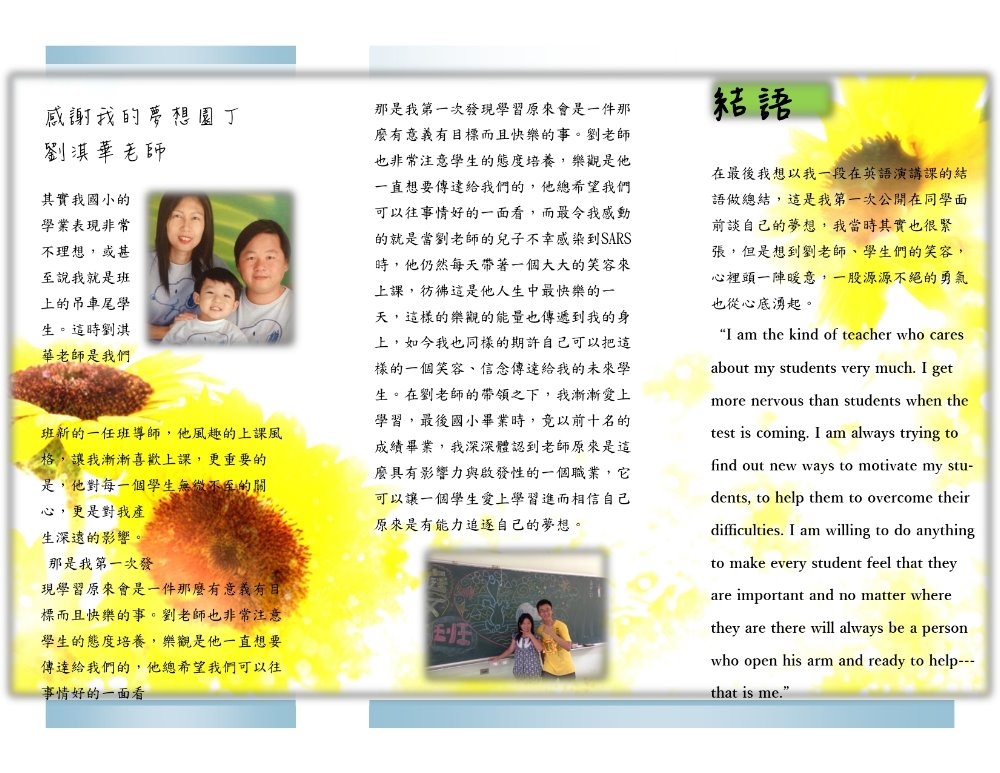 感謝我的夢想園丁
劉淇華老師
其實我國小的
學業表現非常
不理想，或甚
至說我就是班
上的吊車尾學
生。這時劉淇
華老師是我們
班新的一任班導師，他風趣的上課風
格，讓我漸漸喜歡上課，更重要的
是，他對每一個學生無微不至的關
心，更是對我產
生深遠的影響。
那是我第一次發
現學習原來會是一件那麼有意義有目
標而且快樂的事。劉老師也非常注意
學生的態度培養，樂觀是他一直想要
傳達給我們的，他總希望我們可以往
事情好的一面看
那是我第一次發現學習原來會是一件那
麼有意義有目標而且快樂的事。劉老師
也非常注意學生的態度培養，樂觀是他
一直想要傳達給我們的，他總希望我們
可以往事情好的一面看，而最令我感動
的就是當劉老師的兒子不幸感染到SARS
時，他仍然每天帶著一個大大的笑容來
上課，彷彿這是他人生中最快樂的一
天，這樣的樂觀的能量也傳遞到我的身
上，如今我也同樣的期許自己可以把這
樣的一個笑容、信念傳達給我的未來學
生。在劉老師的帶領之下，我漸漸愛上
學習，最後國小畢業時，竟以前十名的
成績畢業，我深深體認到老師原來是這
麼具有影響力與啟發性的一個職業，它
可以讓一個學生愛上學習進而相信自己
原來是有能力追逐自己的夢想。
結語
在最後我想以我一段在英語演講課的結
語做總結，這是我第一次公開在同學面
前談自己的夢想，我當時其實也很緊
張，但是想到劉老師、學生們的笑容，
心裡頭一陣暖意，一股源源不絕的勇氣
也從心底湧起。
“I am the kind of teacher who cares
about my students very much. I get
more nervous than students when the
test is coming. I am always trying to
find out new ways to motivate my stu-
dents, to help them to overcome their
difficulties. I am willing to do anything
to make every student feel that they
are important and no matter where
they are there will always be a person
who open his arm and ready to help---
that is me.”